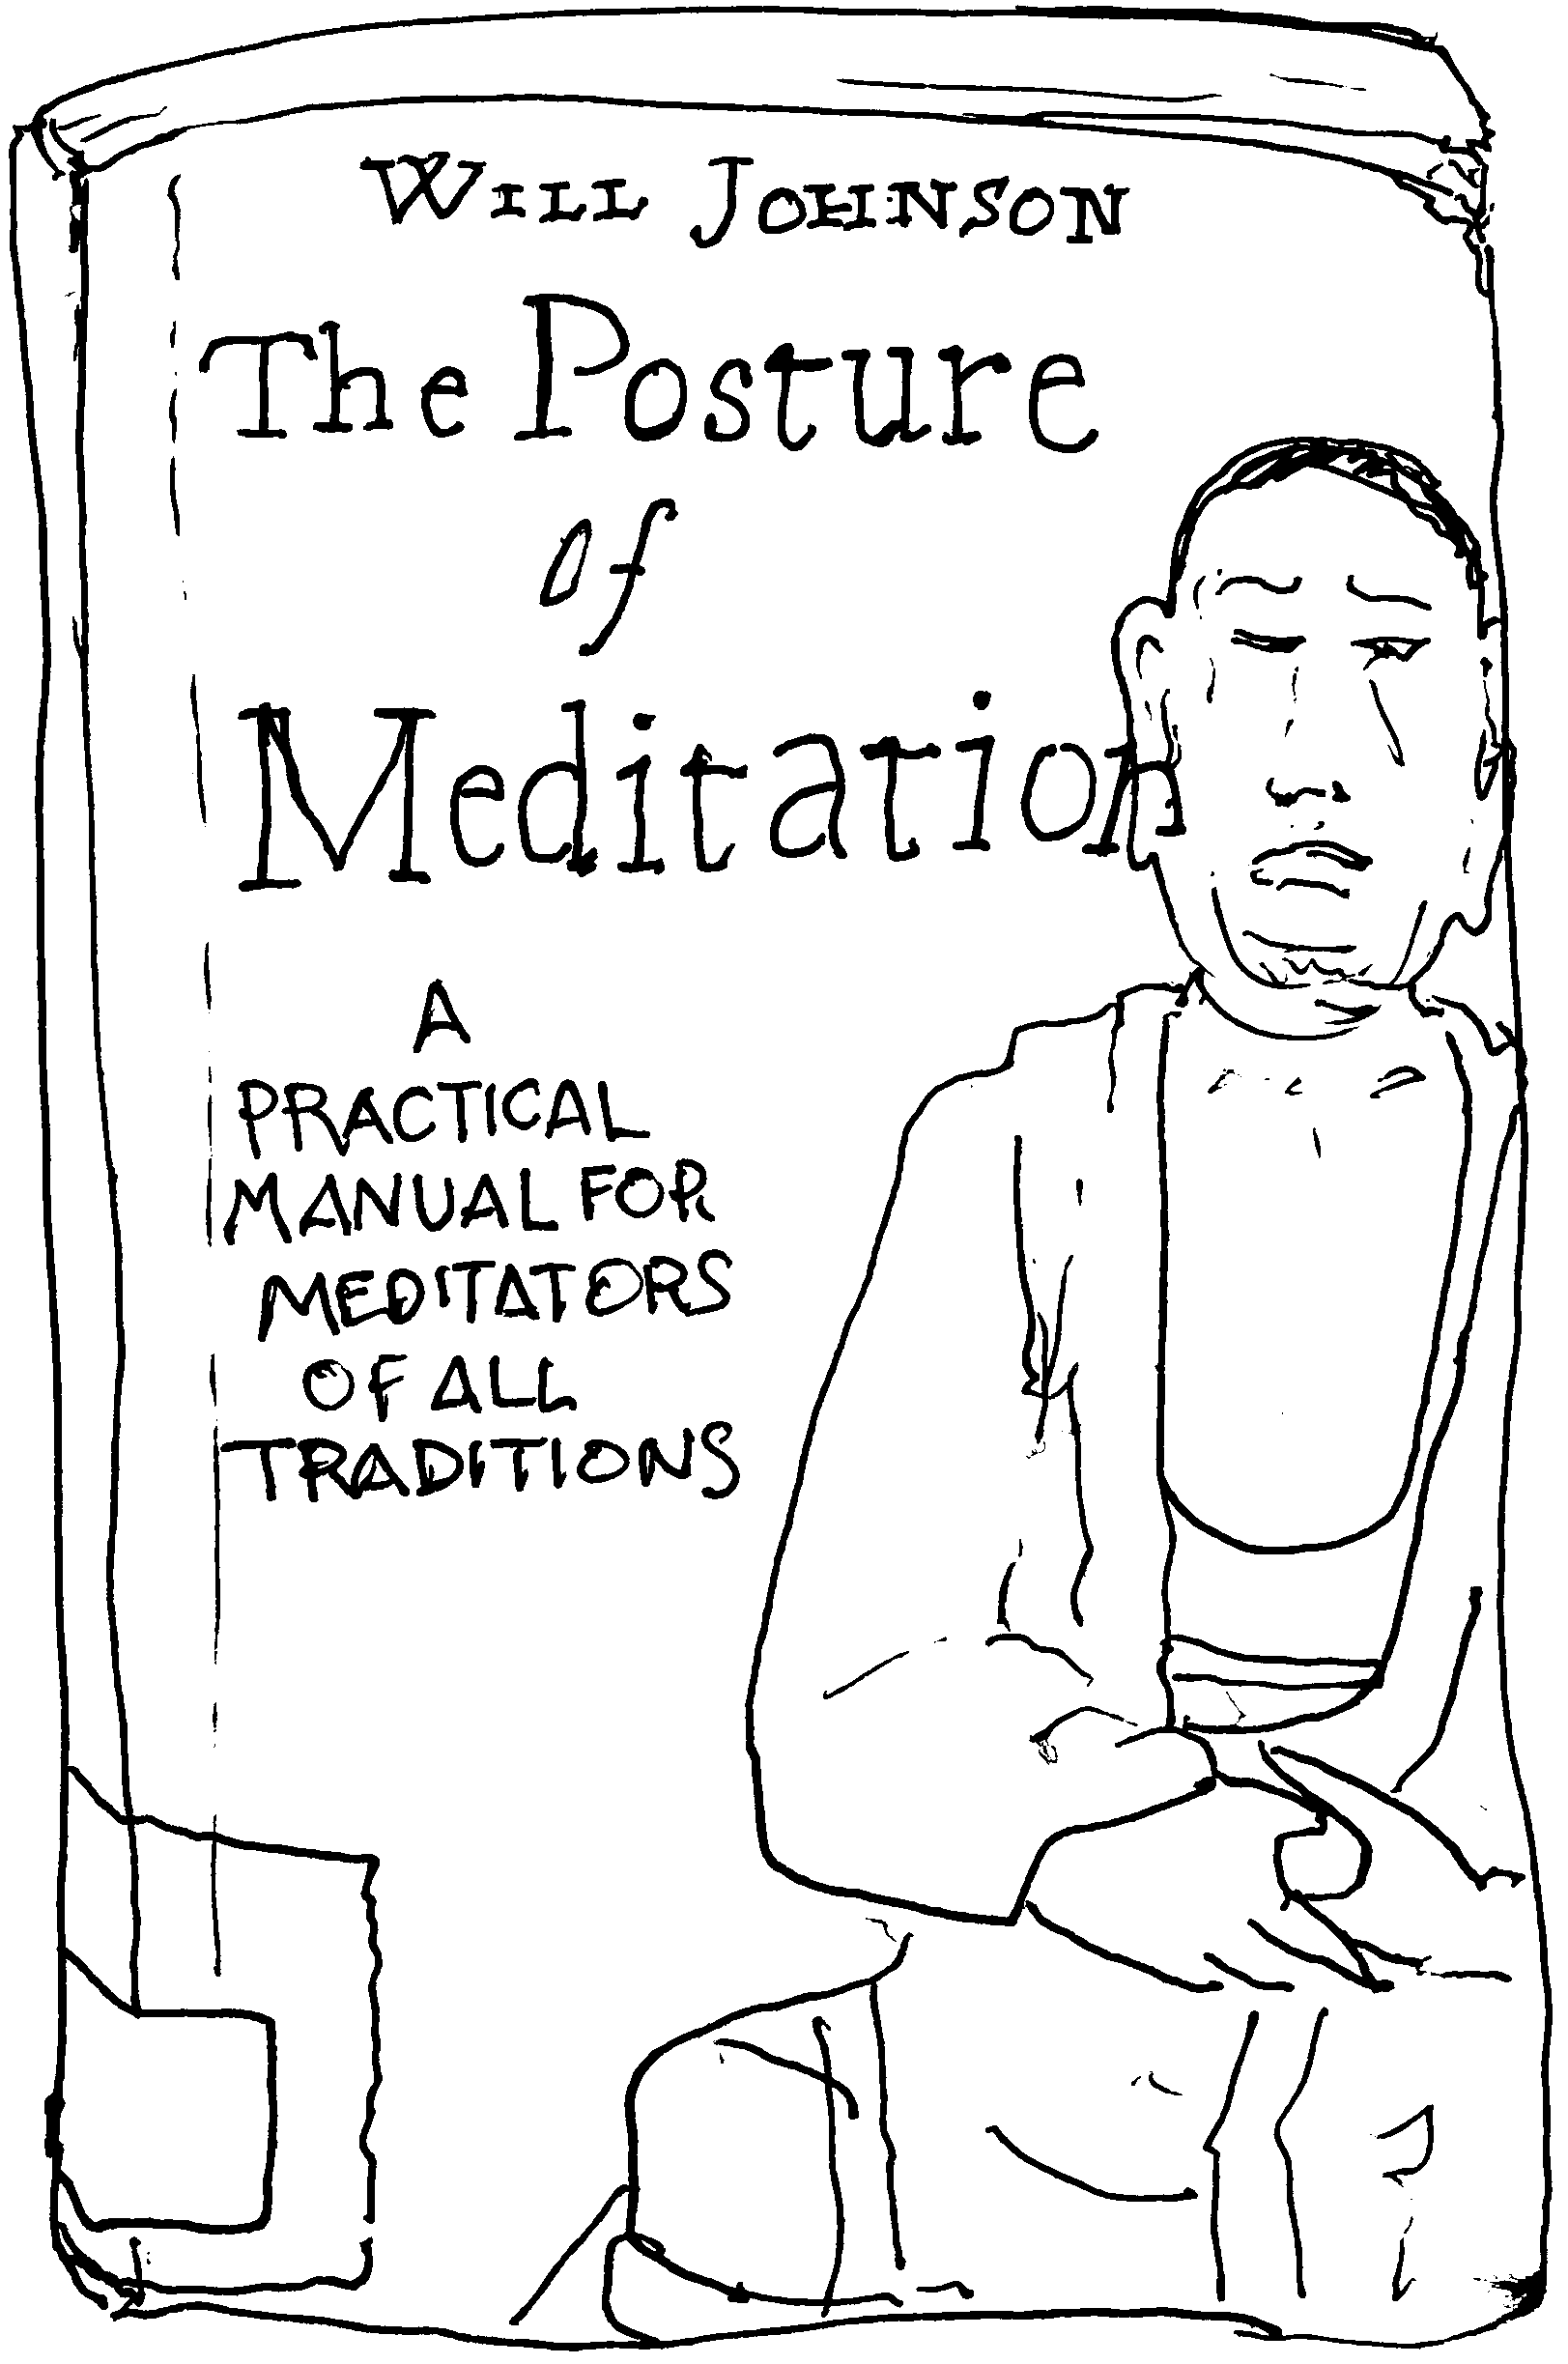 WILL JOHNSON
The Posture
of
Meditation
A
PRACTICAL
MANUAL FOR
MEDITATORS
OF ALL
TRADITIONS